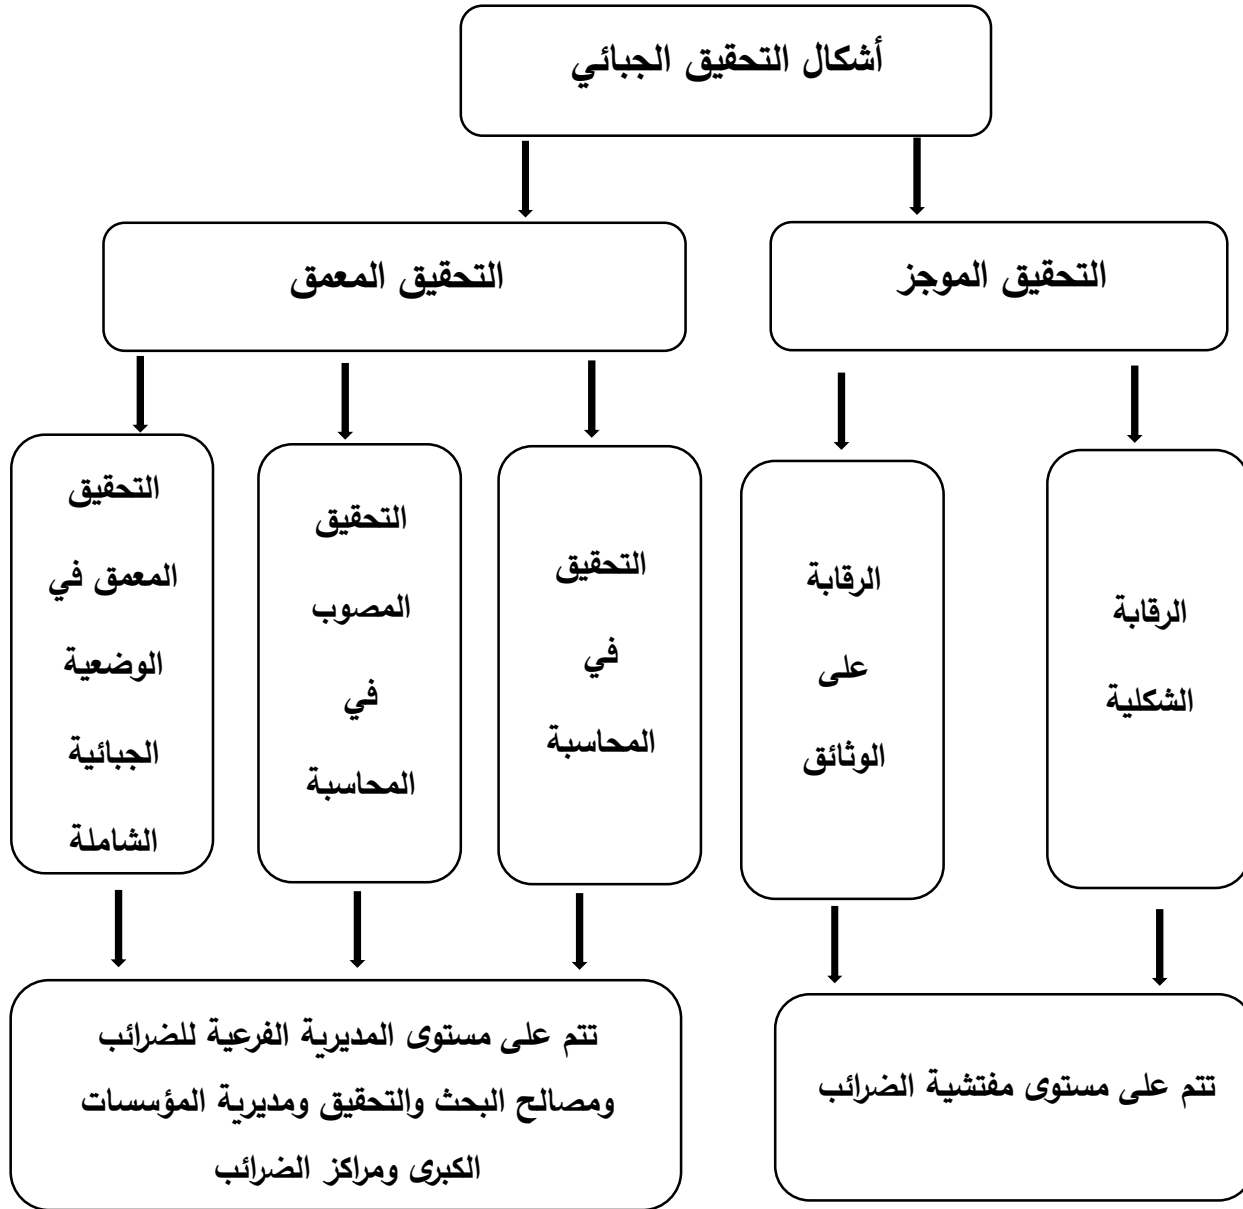 أشكال التحقيق الجبائي
التحقيق الموجز
التحقيق المعمق
الرقابة
الشكلية
الرقابة
على
الوثائق
التحقيق
في
المحاسبة
التحقيق
المصوب
في
المحاسبة
التحقيق
المعمق في
الوضعية
الجبائية
الشاملة
تتم على مستوى مفتشية الضرائب
تتم على مستوى المديرية الفرعية للضرائب
ومصالح البحث والتحقيق ومديرية المؤسسات
الكبرى ومراكز الضرائب